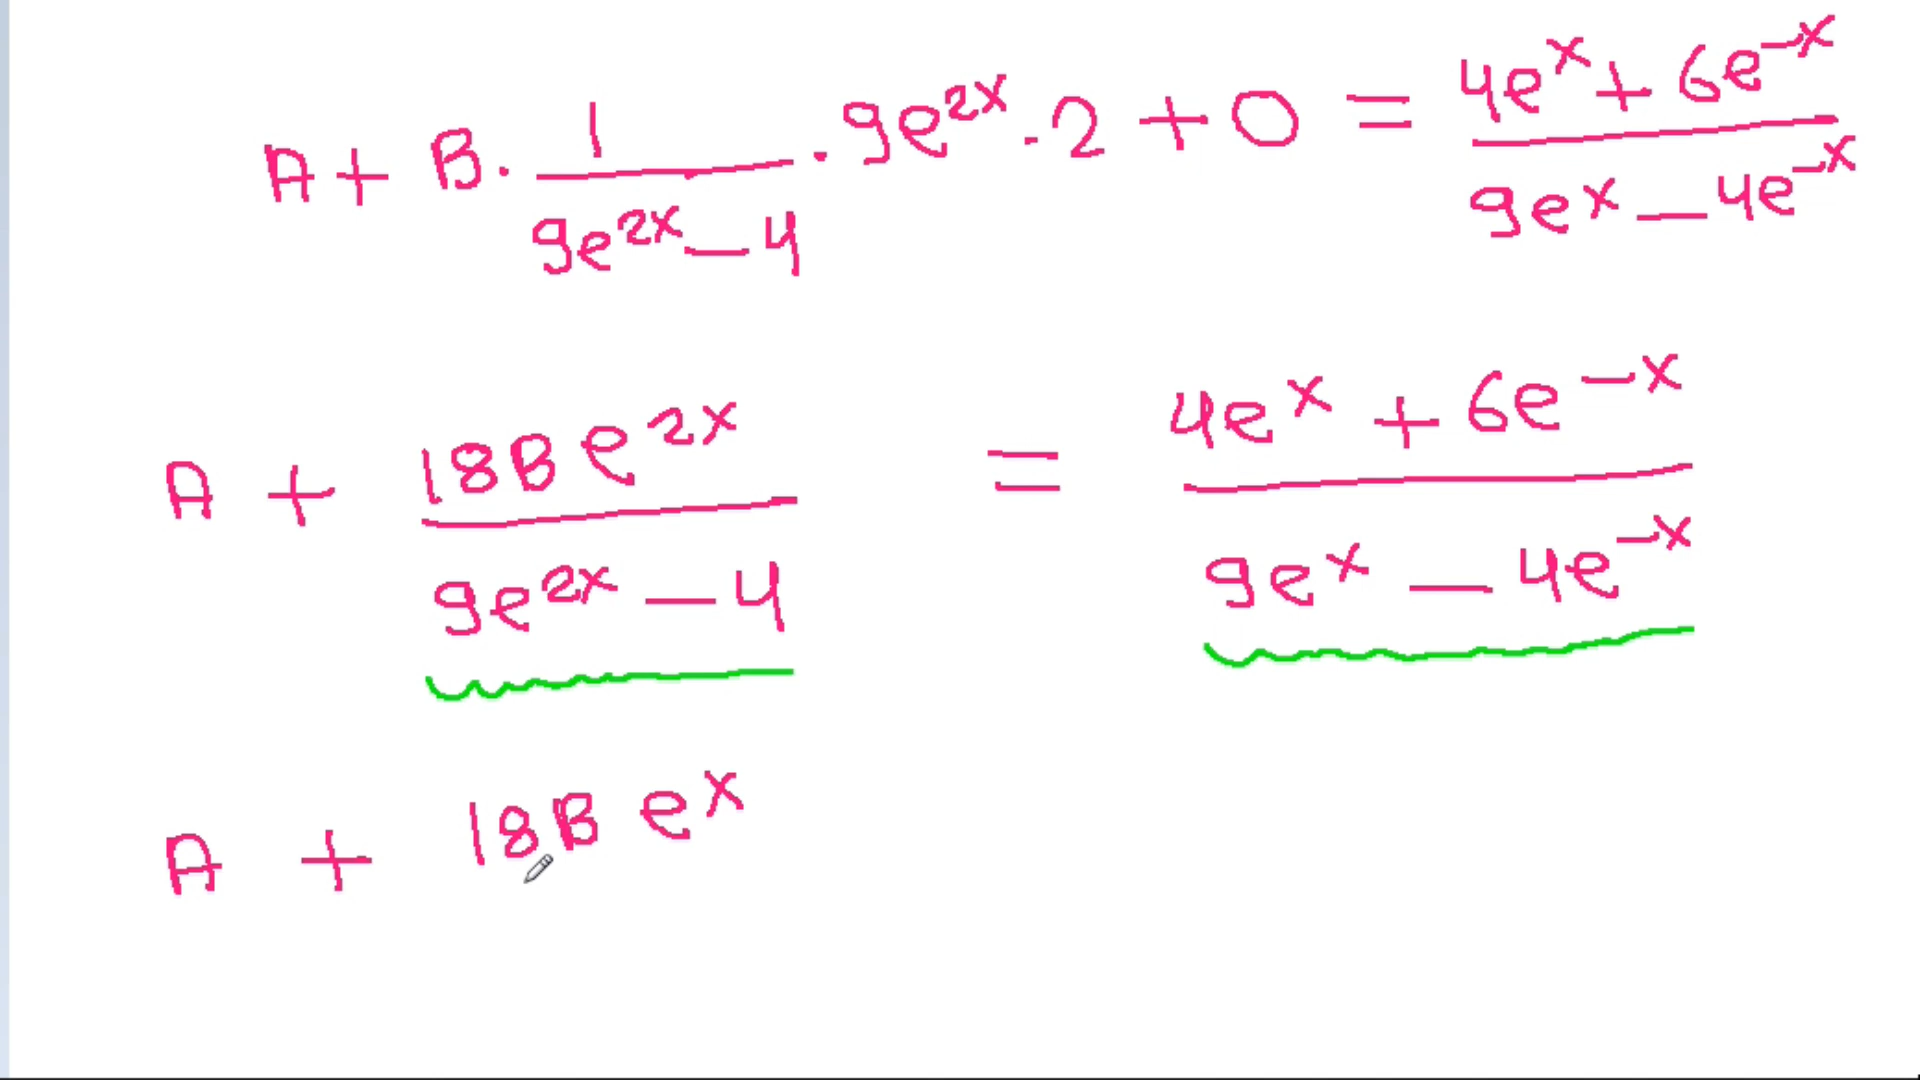 A + B · 1/(9e^(2x) − 4) · 9e^(2x) · 2 + 0 = (4e^x + 6e^(−x))/(9e^x − 4e^(−x))
A + 18Be^(2x)/(9e^(2x) − 4) = (4e^x + 6e^(−x))/(9e^x − 4e^(−x))
A + 18B e^x